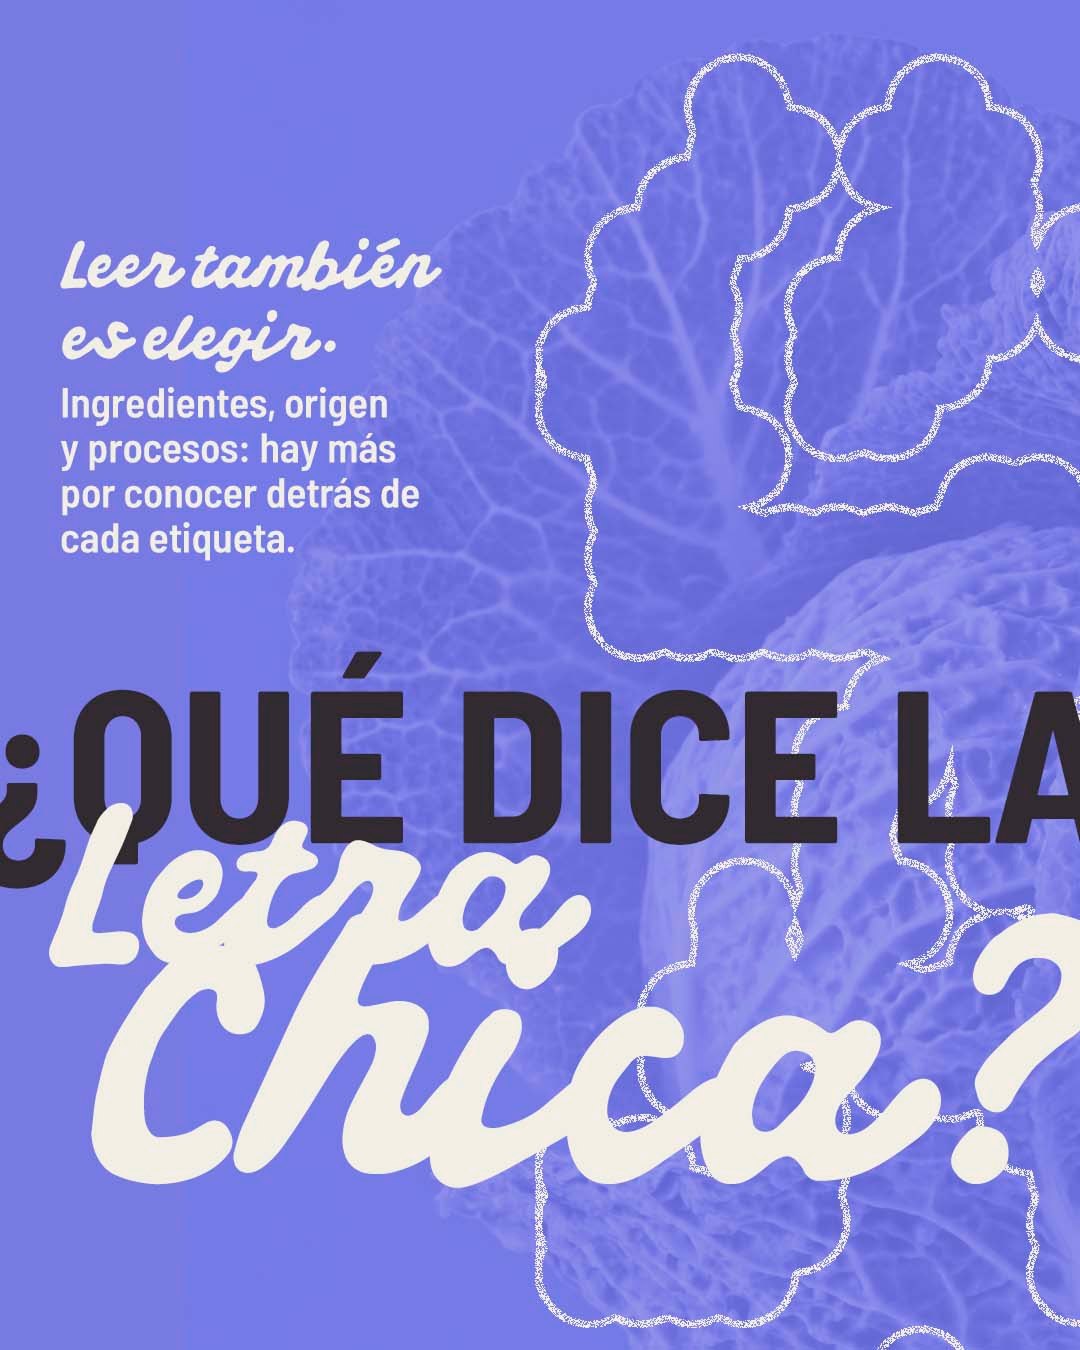 Leer también
es elegir.
Ingredientes, origen
y procesos: hay más
por conocer detrás de
cada etiqueta.
¿QUÉ DICE LA
Letra
Chica?